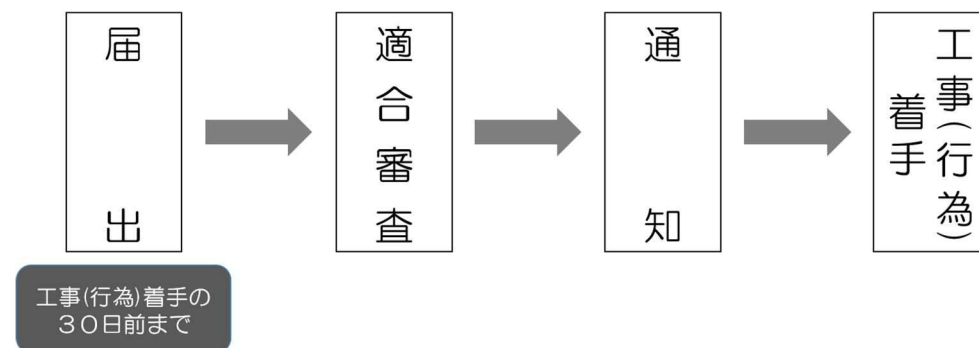 届出
適合審査
通知
工事(行為)
着手
工事(行為)着手の
３０日前まで